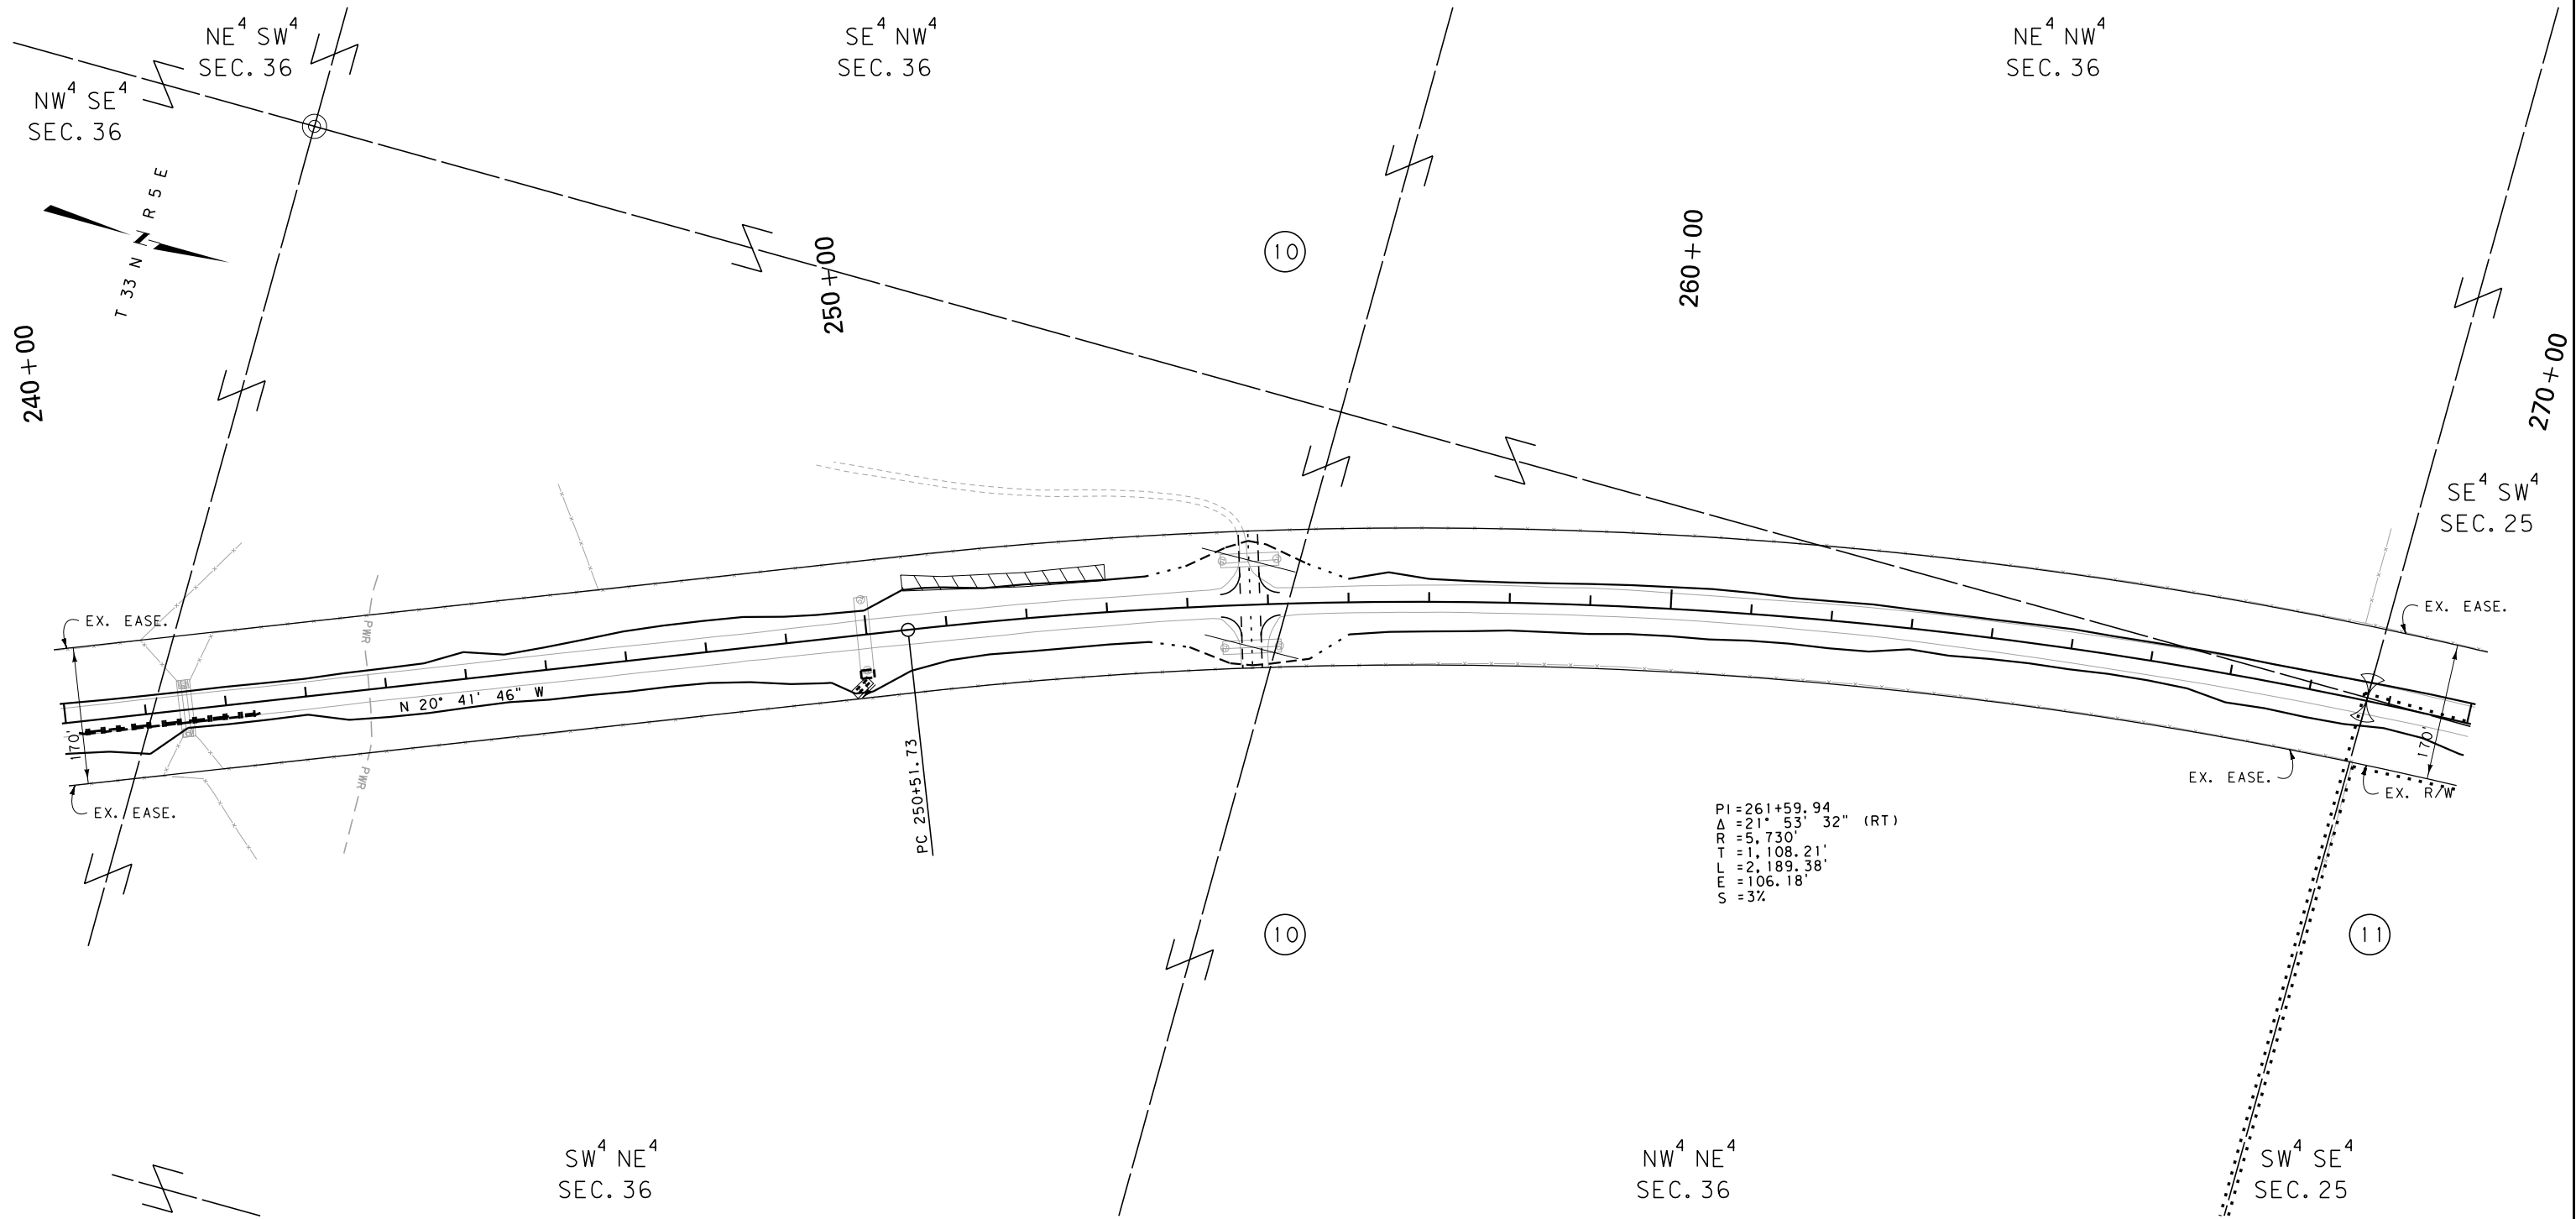 NE4 SW4
SEC. 36
NW4 SE4
SEC. 36
SE4 NW4
SEC. 36
NE4 NW4
SEC. 36
T 33 N R 5 E
Z
240+00
250+00
260+00
270+00
10
SE4 SW4
SEC. 25
EX. EASE.
EX. EASE.
PWR
PWR
170'
N 20° 41' 46" W
EX. EASE.
PC 250+51.73
170'
EX. EASE.
EX. R/W
PI =261+59.94
Δ =21° 53' 32" (RT)
R =5,730'
T =1,108.21'
L =2,189.38'
E =106.18'
S =3%
10
11
SW4 NE4
SEC. 36
NW4 NE4
SEC. 36
SW4 SE4
SEC. 25